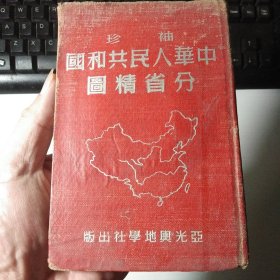 袖珍
中華人民共和國
分省精圖
亞光輿地學社出版